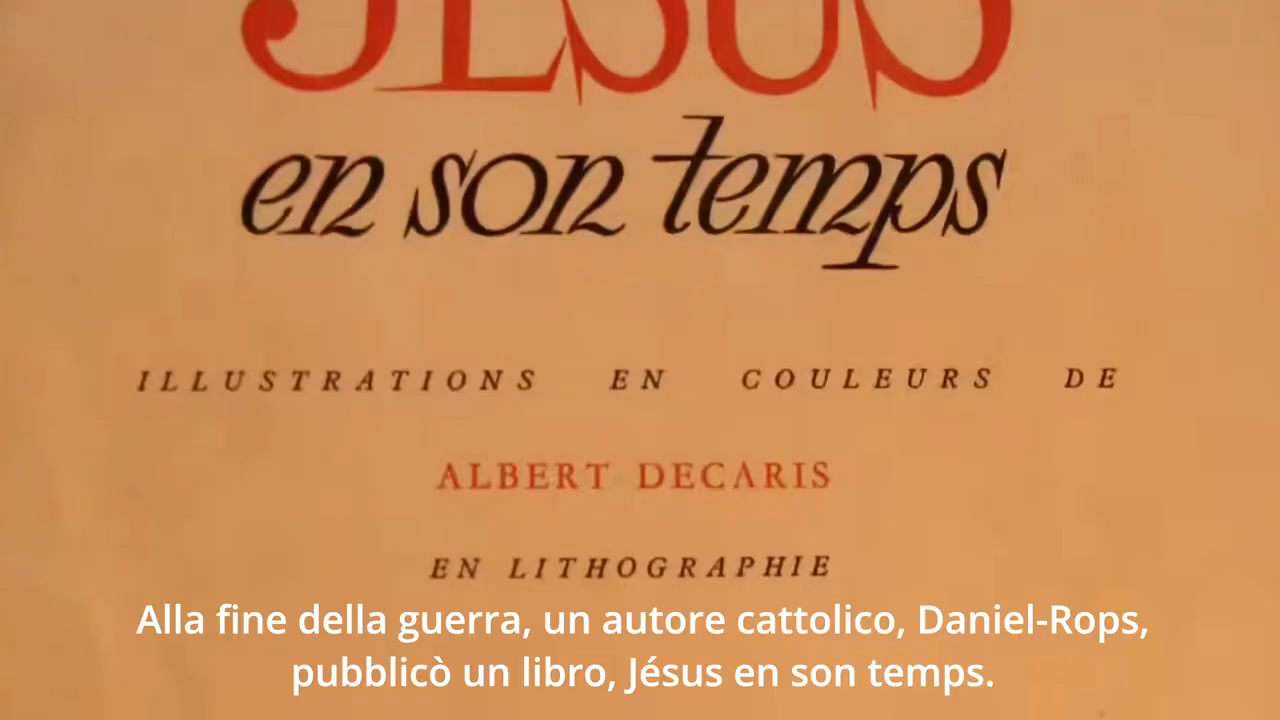 JESUS
en son temps
ILLUSTRATIONS EN COULEURS DE
ALBERT DECARIS
EN LITHOGRAPHIE
Alla fine della guerra, un autore cattolico, Daniel-Rops,
pubblicò un libro, Jésus en son temps.